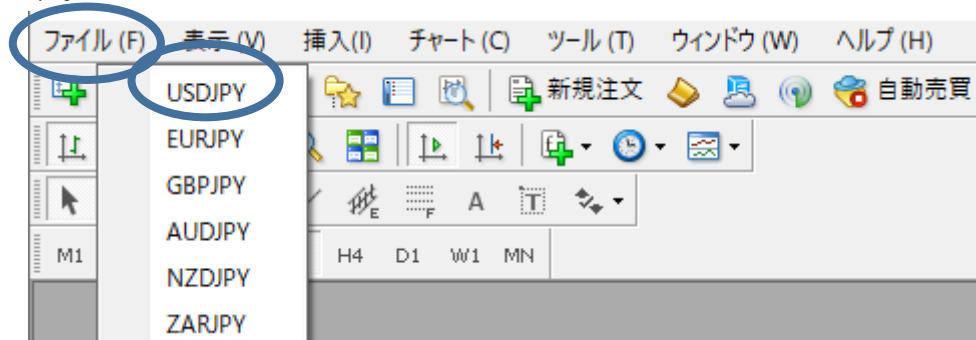 ファイル (F) 表示 (V) 挿入(I) チャート (C) ツール (T) ウィンドウ (W) ヘルプ (H)
USDJPY 新規注文 自動売買
EURJPY
GBPJPY E F A T
AUDJPY
M1 H4 D1 W1 MN
NZDJPY
ZARJPY